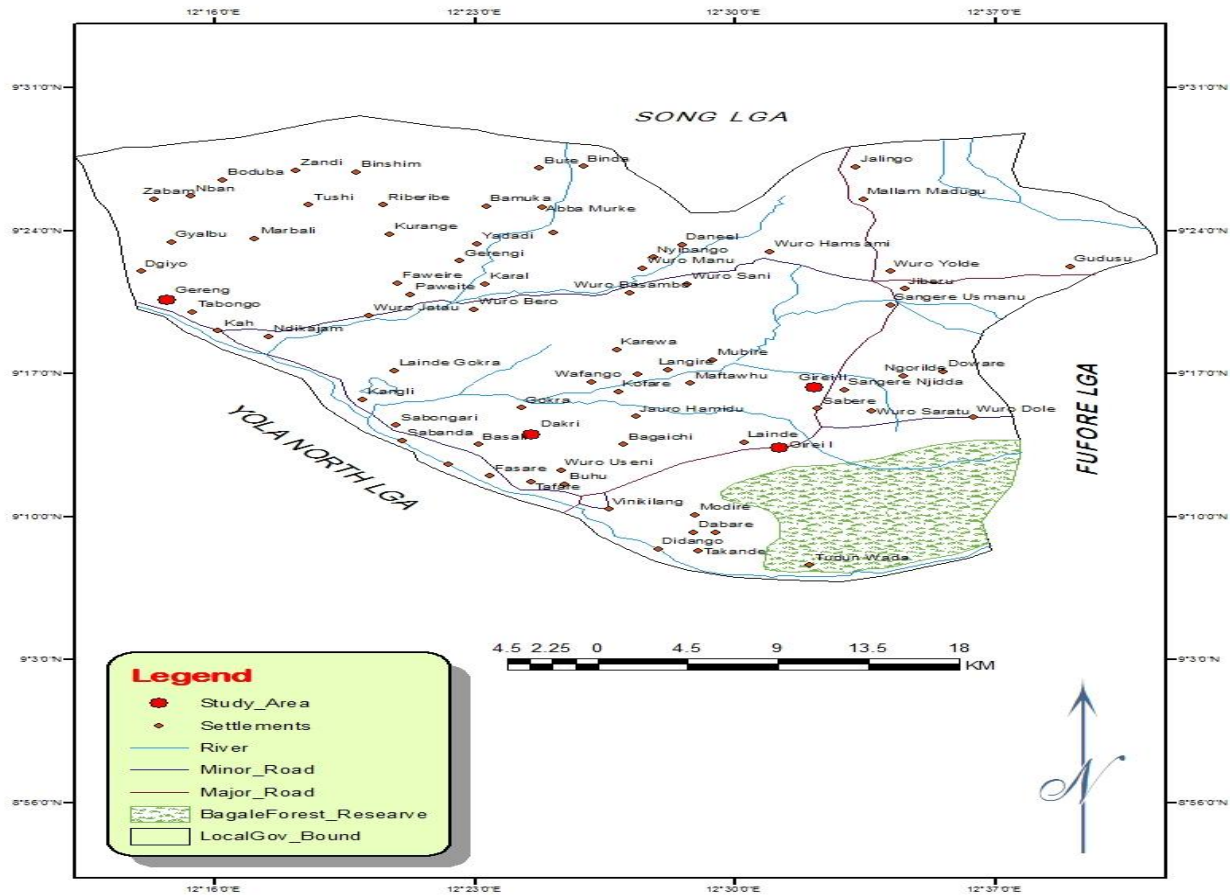 12°16'0"E 12°23'0"E 12°30'0"E 12°37'0"E
9°31'0"N 9°31'0"N
SONG LGA
Zandi Binshim Bure Binda Jalingo
Boduba
Zabam Nban Tushi Riberibe Bamuka Abba Murke Mallam Madugu
9°24'0"N 9°24'0"N
Gyalbu Marbali Kurange Yadadi Daneel Wuro Hamsami
Gerengi Nyibango
Dgiyo Wuro Manu Wuro Yolde Gudusu
Faweire Karal Wuro Sani
Gereng Paweite Wuro Basamba Jiberu
Tabongo Wuro Jatau Wuro Bero Sangere Usmanu
Kah Ndikajam
Karewa
Lainde Gokra Langire Mubire
9°17'0"N 9°17'0"N
Wafango Maftawhu Girei II Ngorilde Doware
Kangli Kofare Sangere Njidda
Gokra Sabere
Sabongari Dakri Jauro Hamidu Wuro Saratu Wuro Dole
Sabanda Basali Bagaichi Lainde
Girei I
FUFORE LGA
YOLA NORTH LGA
Fasare Wuro Useni
Tafare Buhu
Vinikilang Modire
9°10'0"N 9°10'0"N
Dabare
Didango Takande Tudun Wada
9°3'0"N 9°3'0"N
4.5 2.25 0 4.5 9 13.5 18
KM
Legend
Study_Area
Settlements
River
Minor_Road
Major_Road
BagaleForest_Researve
LocalGov_Bound
N
8°56'0"N 8°56'0"N
12°16'0"E 12°23'0"E 12°30'0"E 12°37'0"E